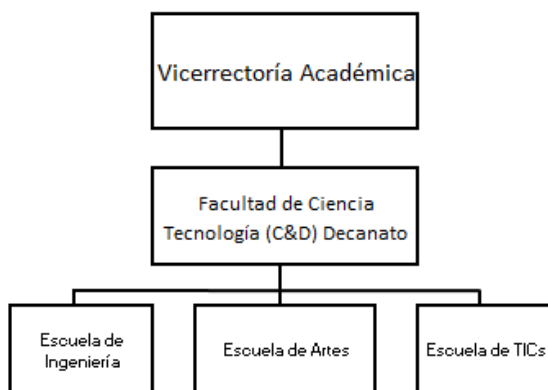 Vicerrectoría Académica
Facultad de Ciencia
Tecnología (C&D) Decanato
Escuela de
Ingeniería
Escuela de Artes
Escuela de TICs